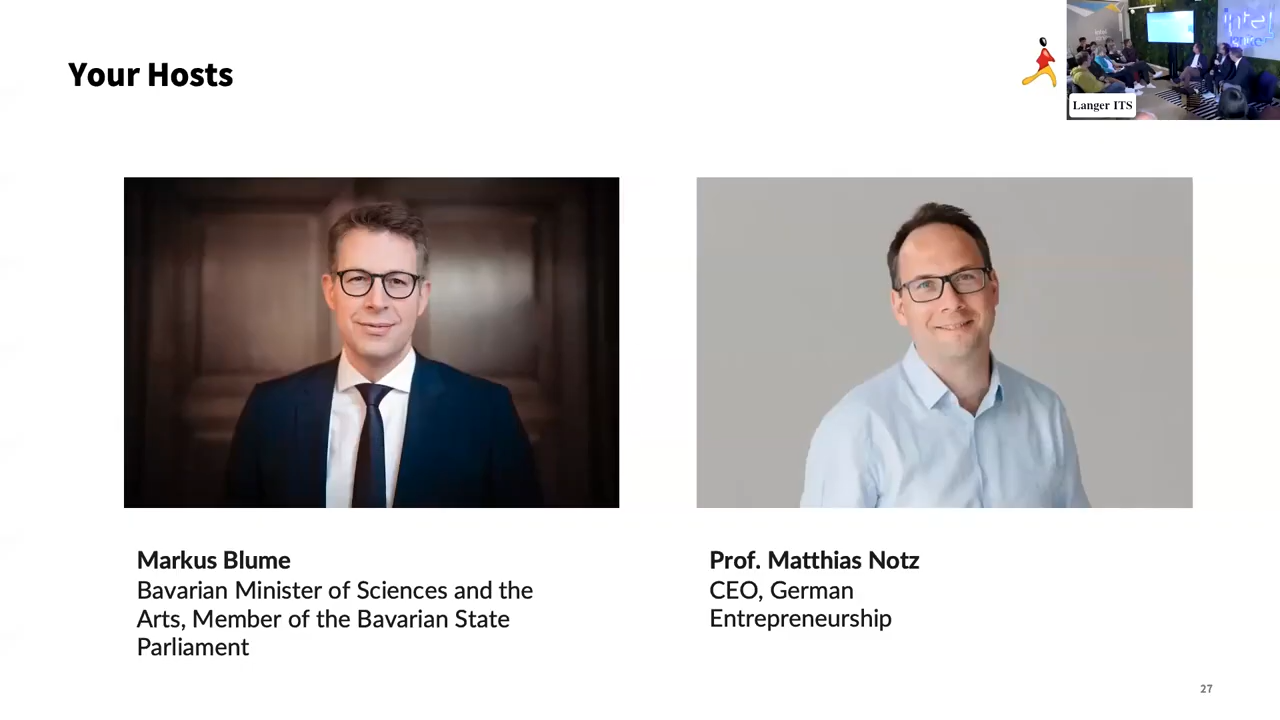 Your Hosts
intel
Langer ITS
Markus Blume
Bavarian Minister of Sciences and the
Arts, Member of the Bavarian State
Parliament
Prof. Matthias Notz
CEO, German
Entrepreneurship
27